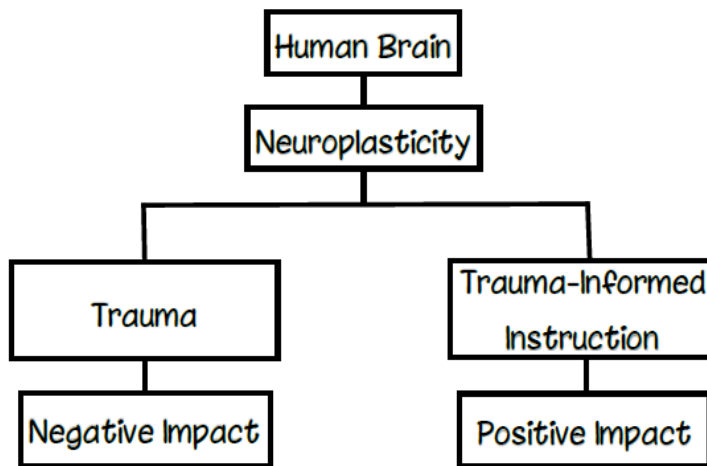 Human Brain
Neuroplasticity
Trauma
Trauma-Informed
Instruction
Negative Impact
Positive Impact